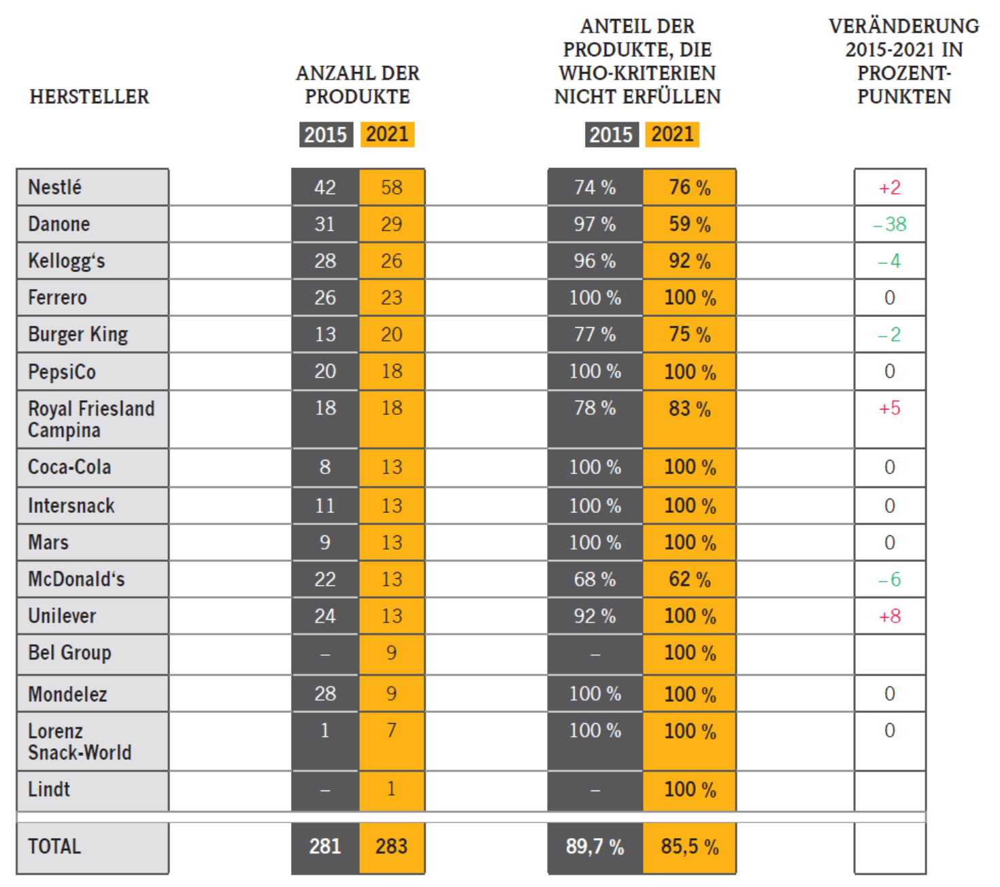 HERSTELLER
ANZAHL DER
PRODUKTE
ANTEIL DER
PRODUKTE, DIE
WHO-KRITERIEN
NICHT ERFÜLLEN
VERÄNDERUNG
2015-2021 IN
PROZENT-
PUNKTEN
2015 2021 2015 2021
Nestlé 42 58 74 % 76 % +2
Danone 31 29 97 % 59 % –38
Kellogg‘s 28 26 96 % 92 % –4
Ferrero 26 23 100 % 100 % 0
Burger King 13 20 77 % 75 % –2
PepsiCo 20 18 100 % 100 % 0
Royal Friesland 18 18 78 % 83 % +5
Campina
Coca-Cola 8 13 100 % 100 % 0
Intersnack 11 13 100 % 100 % 0
Mars 9 13 100 % 100 % 0
McDonald‘s 22 13 68 % 62 % –6
Unilever 24 13 92 % 100 % +8
Bel Group – 9 – 100 %
Mondelez 28 9 100 % 100 % 0
Lorenz 1 7 100 % 100 % 0
Snack-World
Lindt – 1 – 100 %
TOTAL 281 283 89,7 % 85,5 %